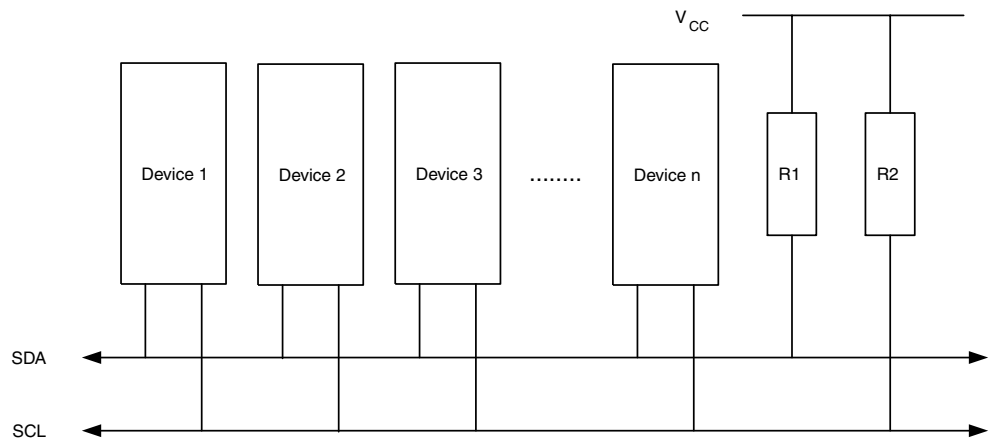 VCC
Device 1
Device 2
Device 3
........
Device n
R1
R2
SDA
SCL